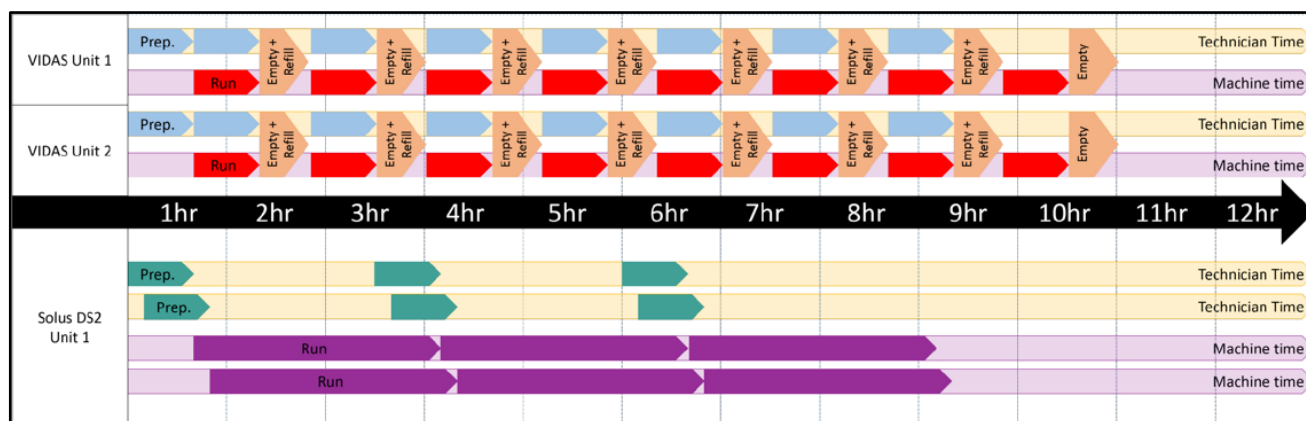 VIDAS Unit 1
Prep.
Technician Time
Empty +
Refill
Empty +
Refill
Empty +
Refill
Empty +
Refill
Empty +
Refill
Empty +
Refill
Empty +
Refill
Empty
Run
Machine time
VIDAS Unit 2
Prep.
Technician Time
Empty +
Refill
Empty +
Refill
Empty +
Refill
Empty +
Refill
Empty +
Refill
Empty +
Refill
Empty +
Refill
Empty
Run
Machine time
1hr 2hr 3hr 4hr 5hr 6hr 7hr 8hr 9hr 10hr 11hr 12hr
Solus DS2
Unit 1
Prep.
Technician Time
Prep.
Technician Time
Run
Machine time
Run
Machine time